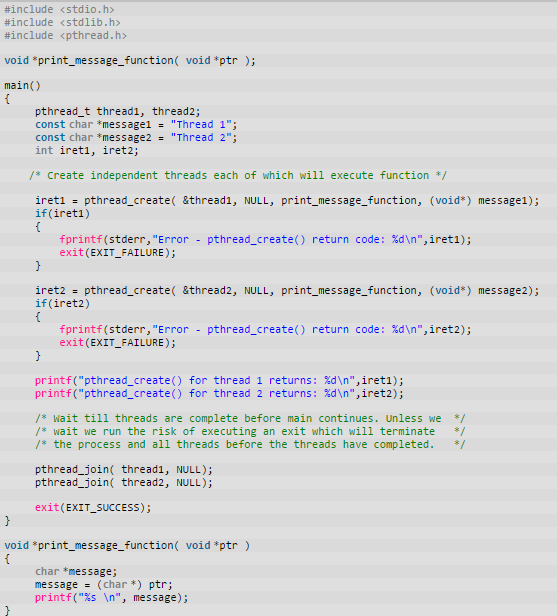 #include <stdio.h>
#include <stdlib.h>
#include <pthread.h>
void *print_message_function( void *ptr );
main()
{
pthread_t thread1, thread2;
const char *message1 = "Thread 1";
const char *message2 = "Thread 2";
int iret1, iret2;
/* Create independent threads each of which will execute function */
iret1 = pthread_create( &thread1, NULL, print_message_function, (void*) message1);
if(iret1)
{
fprintf(stderr,"Error - pthread_create() return code: %d\n",iret1);
exit(EXIT_FAILURE);
}
iret2 = pthread_create( &thread2, NULL, print_message_function, (void*) message2);
if(iret2)
{
fprintf(stderr,"Error - pthread_create() return code: %d\n",iret2);
exit(EXIT_FAILURE);
}
printf("pthread_create() for thread 1 returns: %d\n",iret1);
printf("pthread_create() for thread 2 returns: %d\n",iret2);
/* Wait till threads are complete before main continues. Unless we */
/* wait we run the risk of executing an exit which will terminate */
/* the process and all threads before the threads have completed. */
pthread_join( thread1, NULL);
pthread_join( thread2, NULL);
exit(EXIT_SUCCESS);
}
void *print_message_function( void *ptr )
{
char *message;
message = (char *) ptr;
printf("%s \n", message);
}